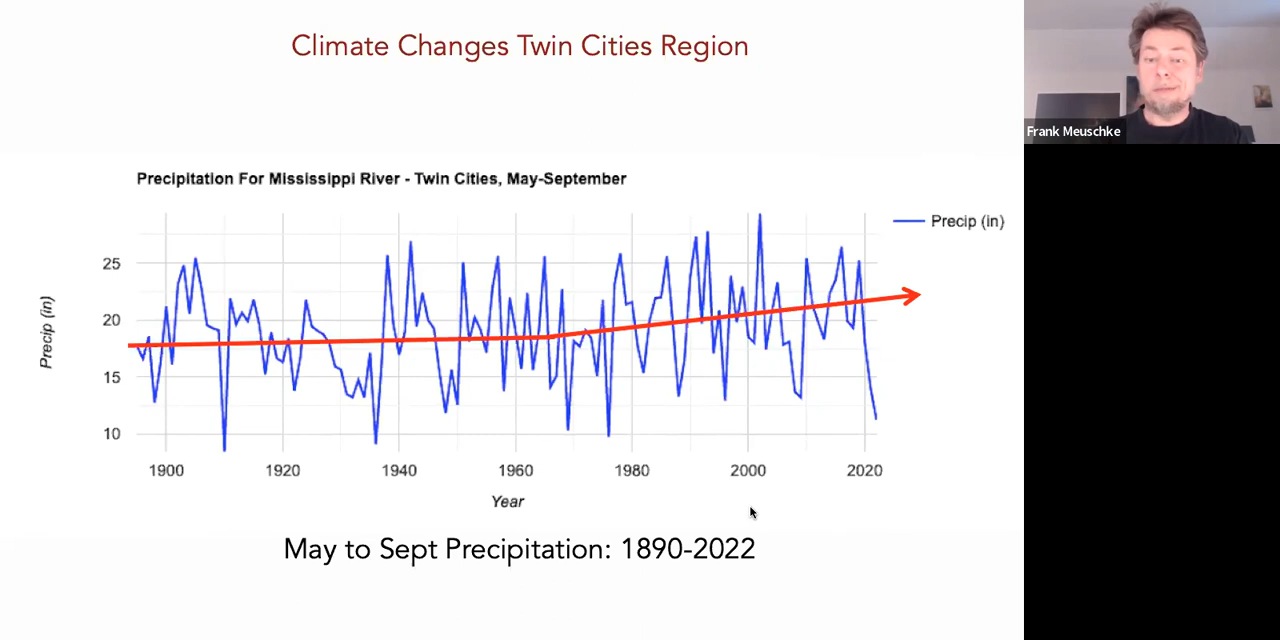 Climate Changes Twin Cities Region
Frank Meuschke
Precipitation For Mississippi River - Twin Cities, May-September
Precip (in)
Precip (in)
25
20
15
10
1900 1920 1940 1960 1980 2000 2020
Year
May to Sept Precipitation: 1890-2022